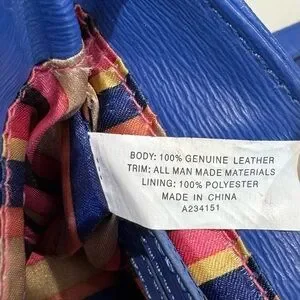 BODY: 100% GENUINE LEATHER
TRIM: ALL MAN MADE MATERIALS
LINING: 100% POLYESTER
MADE IN CHINA
A234151